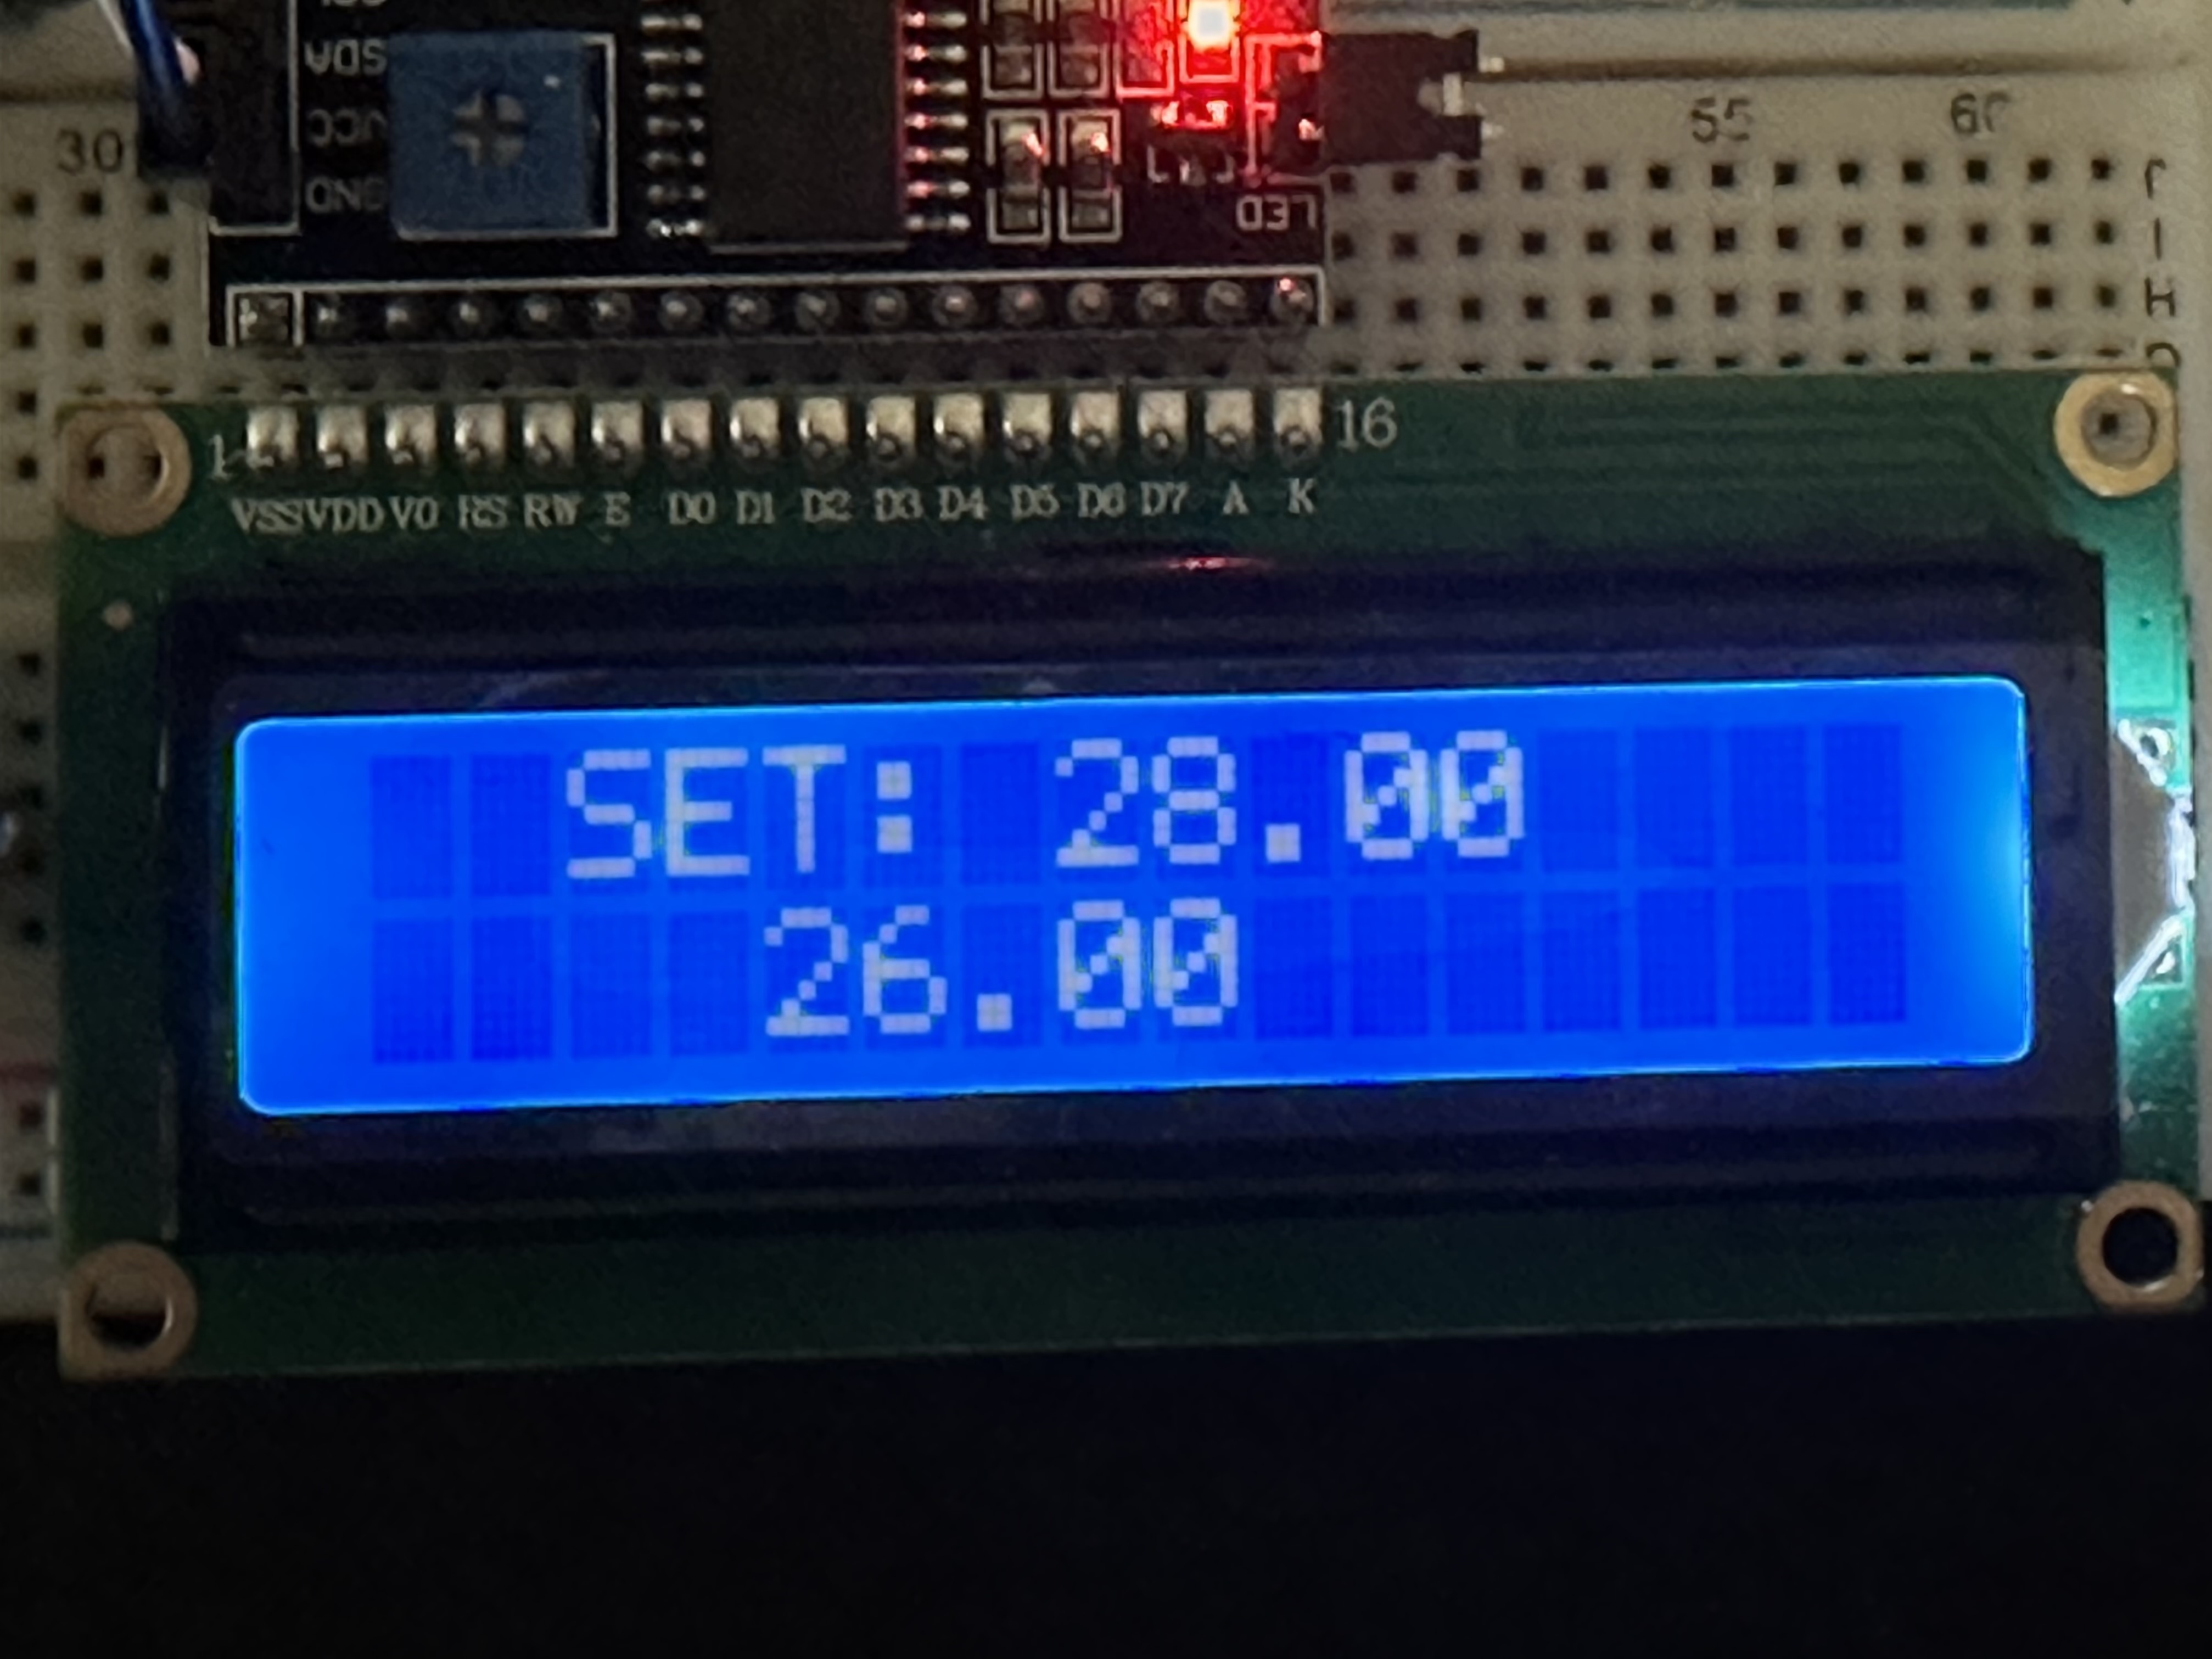 SDA
VCC
GND
LED
30
55
60
J
I
H
1
16
VSS VDD V0 RS RW E D0 D1 D2 D3 D4 D5 D6 D7 A K
SET: 28.00
26.00